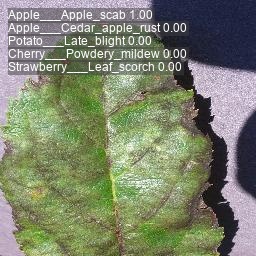 Apple___Apple_scab 1.00
Apple___Cedar_apple_rust 0.00
Potato___Late_blight 0.00
Cherry___Powdery_mildew 0.00
Strawberry___Leaf_scorch 0.00